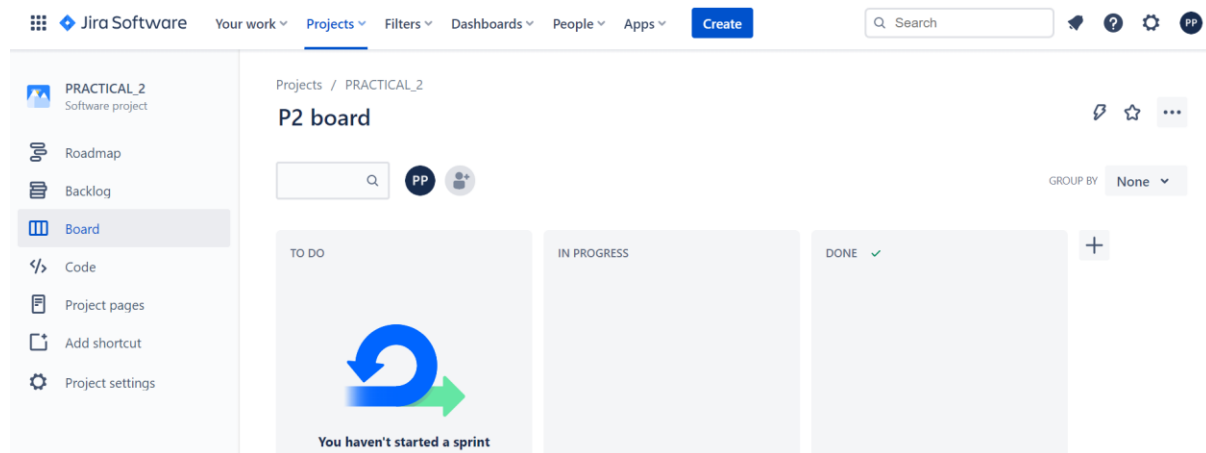 Jira Software Your work Projects Filters Dashboards People Apps Create Search PP
PRACTICAL_2
Software project
Roadmap
Backlog
Board
Code
Project pages
Add shortcut
Project settings
Projects / PRACTICAL_2
P2 board
PP
GROUP BY None
TO DO IN PROGRESS DONE
You haven't started a sprint